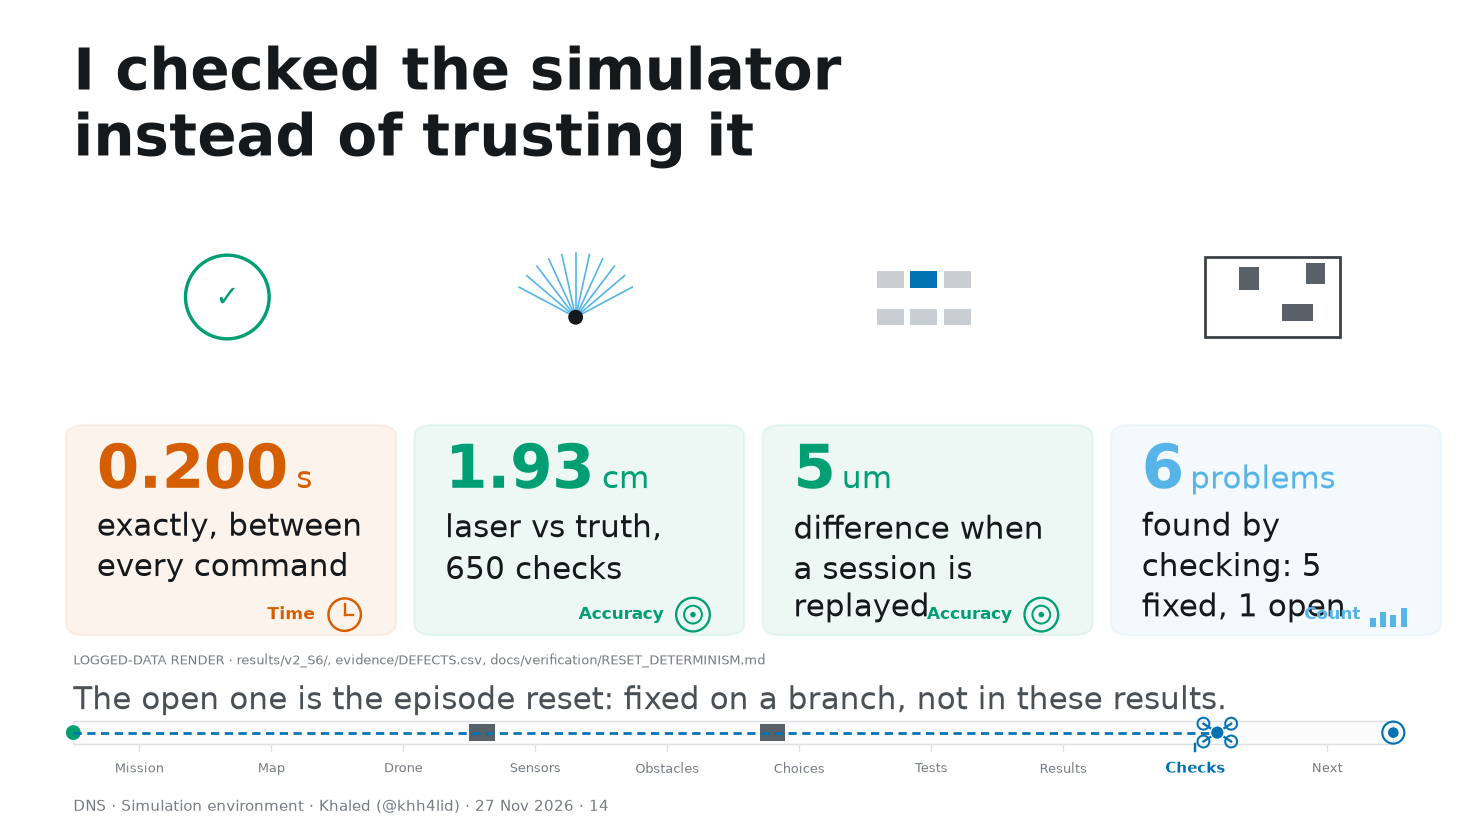 I checked the simulator
instead of trusting it
✓
0.200 s
exactly, between
every command
Time
1.93 cm
laser vs truth,
650 checks
Accuracy
5 um
difference when
a session is
replayed
Accuracy
6 problems
found by
checking: 5
fixed, 1 open
Count
LOGGED-DATA RENDER · results/v2_S6/, evidence/DEFECTS.csv, docs/verification/RESET_DETERMINISM.md
The open one is the episode reset: fixed on a branch, not in these results.
Mission Map Drone Sensors Obstacles Choices Tests Results Checks Next
DNS · Simulation environment · Khaled (@khh4lid) · 27 Nov 2026 · 14